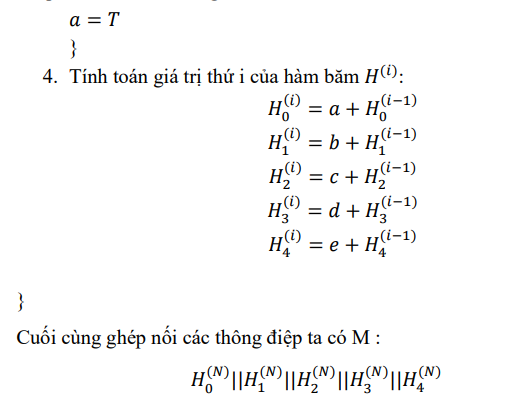 a = T
}
4. Tính toán giá trị thứ i của hàm băm H^{(i)}:
H_0^{(i)} = a + H_0^{(i−1)}
H_1^{(i)} = b + H_1^{(i−1)}
H_2^{(i)} = c + H_2^{(i−1)}
H_3^{(i)} = d + H_3^{(i−1)}
H_4^{(i)} = e + H_4^{(i−1)}
}
Cuối cùng ghép nối các thông điệp ta có M :
H_0^{(N)}||H_1^{(N)}||H_2^{(N)}||H_3^{(N)}||H_4^{(N)}